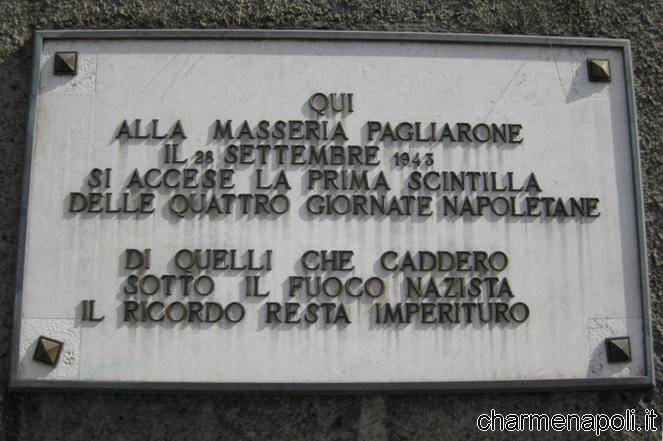 QUI
ALLA MASSERIA PAGLIARONE
IL 28 SETTEMBRE 1943
SI ACCESE LA PRIMA SCINTILLA
DELLE QUATTRO GIORNATE NAPOLETANE
DI QUELLI CHE CADDERO
SOTTO IL FUOCO NAZISTA
IL RICORDO RESTA IMPERITURO
charmenapoli.it